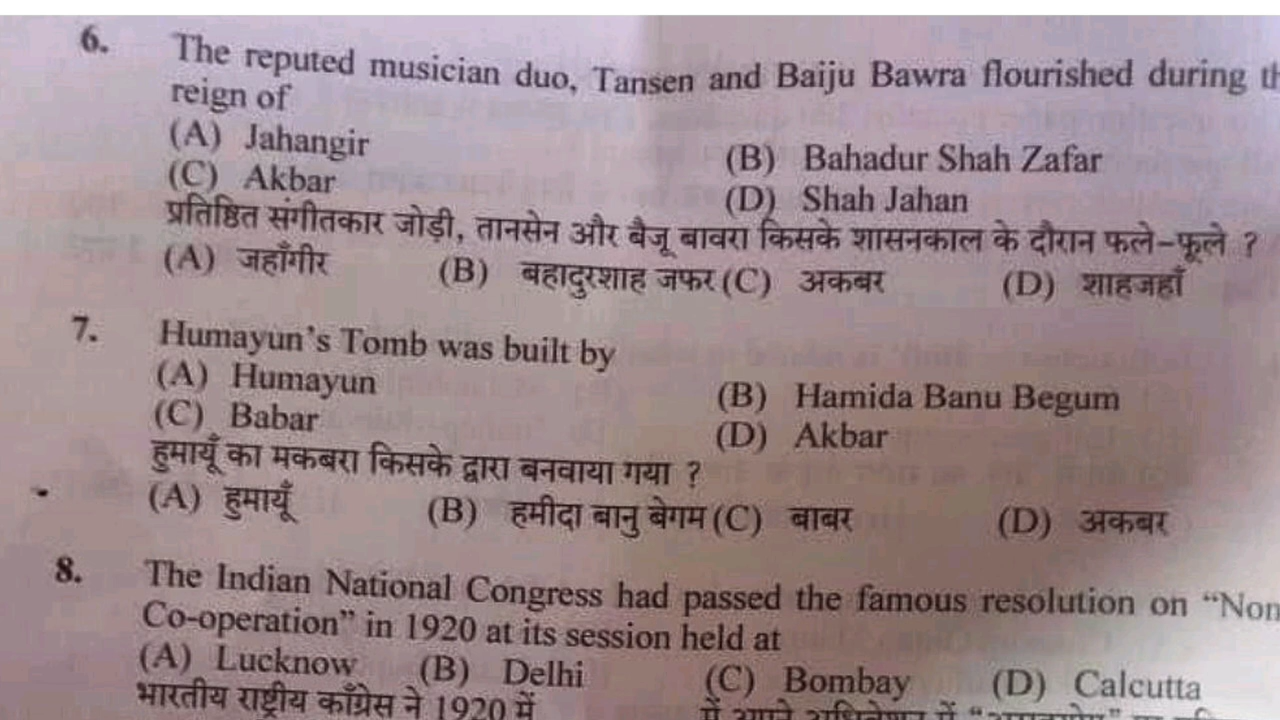 6. The reputed musician duo, Tansen and Baiju Bawra flourished during
reign of
(A) Jahangir (B) Bahadur Shah Zafar
(C) Akbar (D) Shah Jahan
प्रतिष्ठित संगीतकार जोड़ी, तानसेन और बैजू बावरा किसके शासनकाल के दौरान फले-फूले ?
(A) जहाँगीर (B) बहादुरशाह जफर (C) अकबर (D) शाहजहाँ
7. Humayun's Tomb was built by
(A) Humayun (B) Hamida Banu Begum
(C) Babar (D) Akbar
हुमायूँ का मकबरा किसके द्वारा बनवाया गया ?
(A) हुमायूँ (B) हमीदा बानु बेगम (C) बाबर (D) अकबर
8. The Indian National Congress had passed the famous resolution on "Non
Co-operation" in 1920 at its session held at
(A) Lucknow (B) Delhi (C) Bombay (D) Calcutta
भारतीय राष्ट्रीय काँग्रेस ने 1920 में